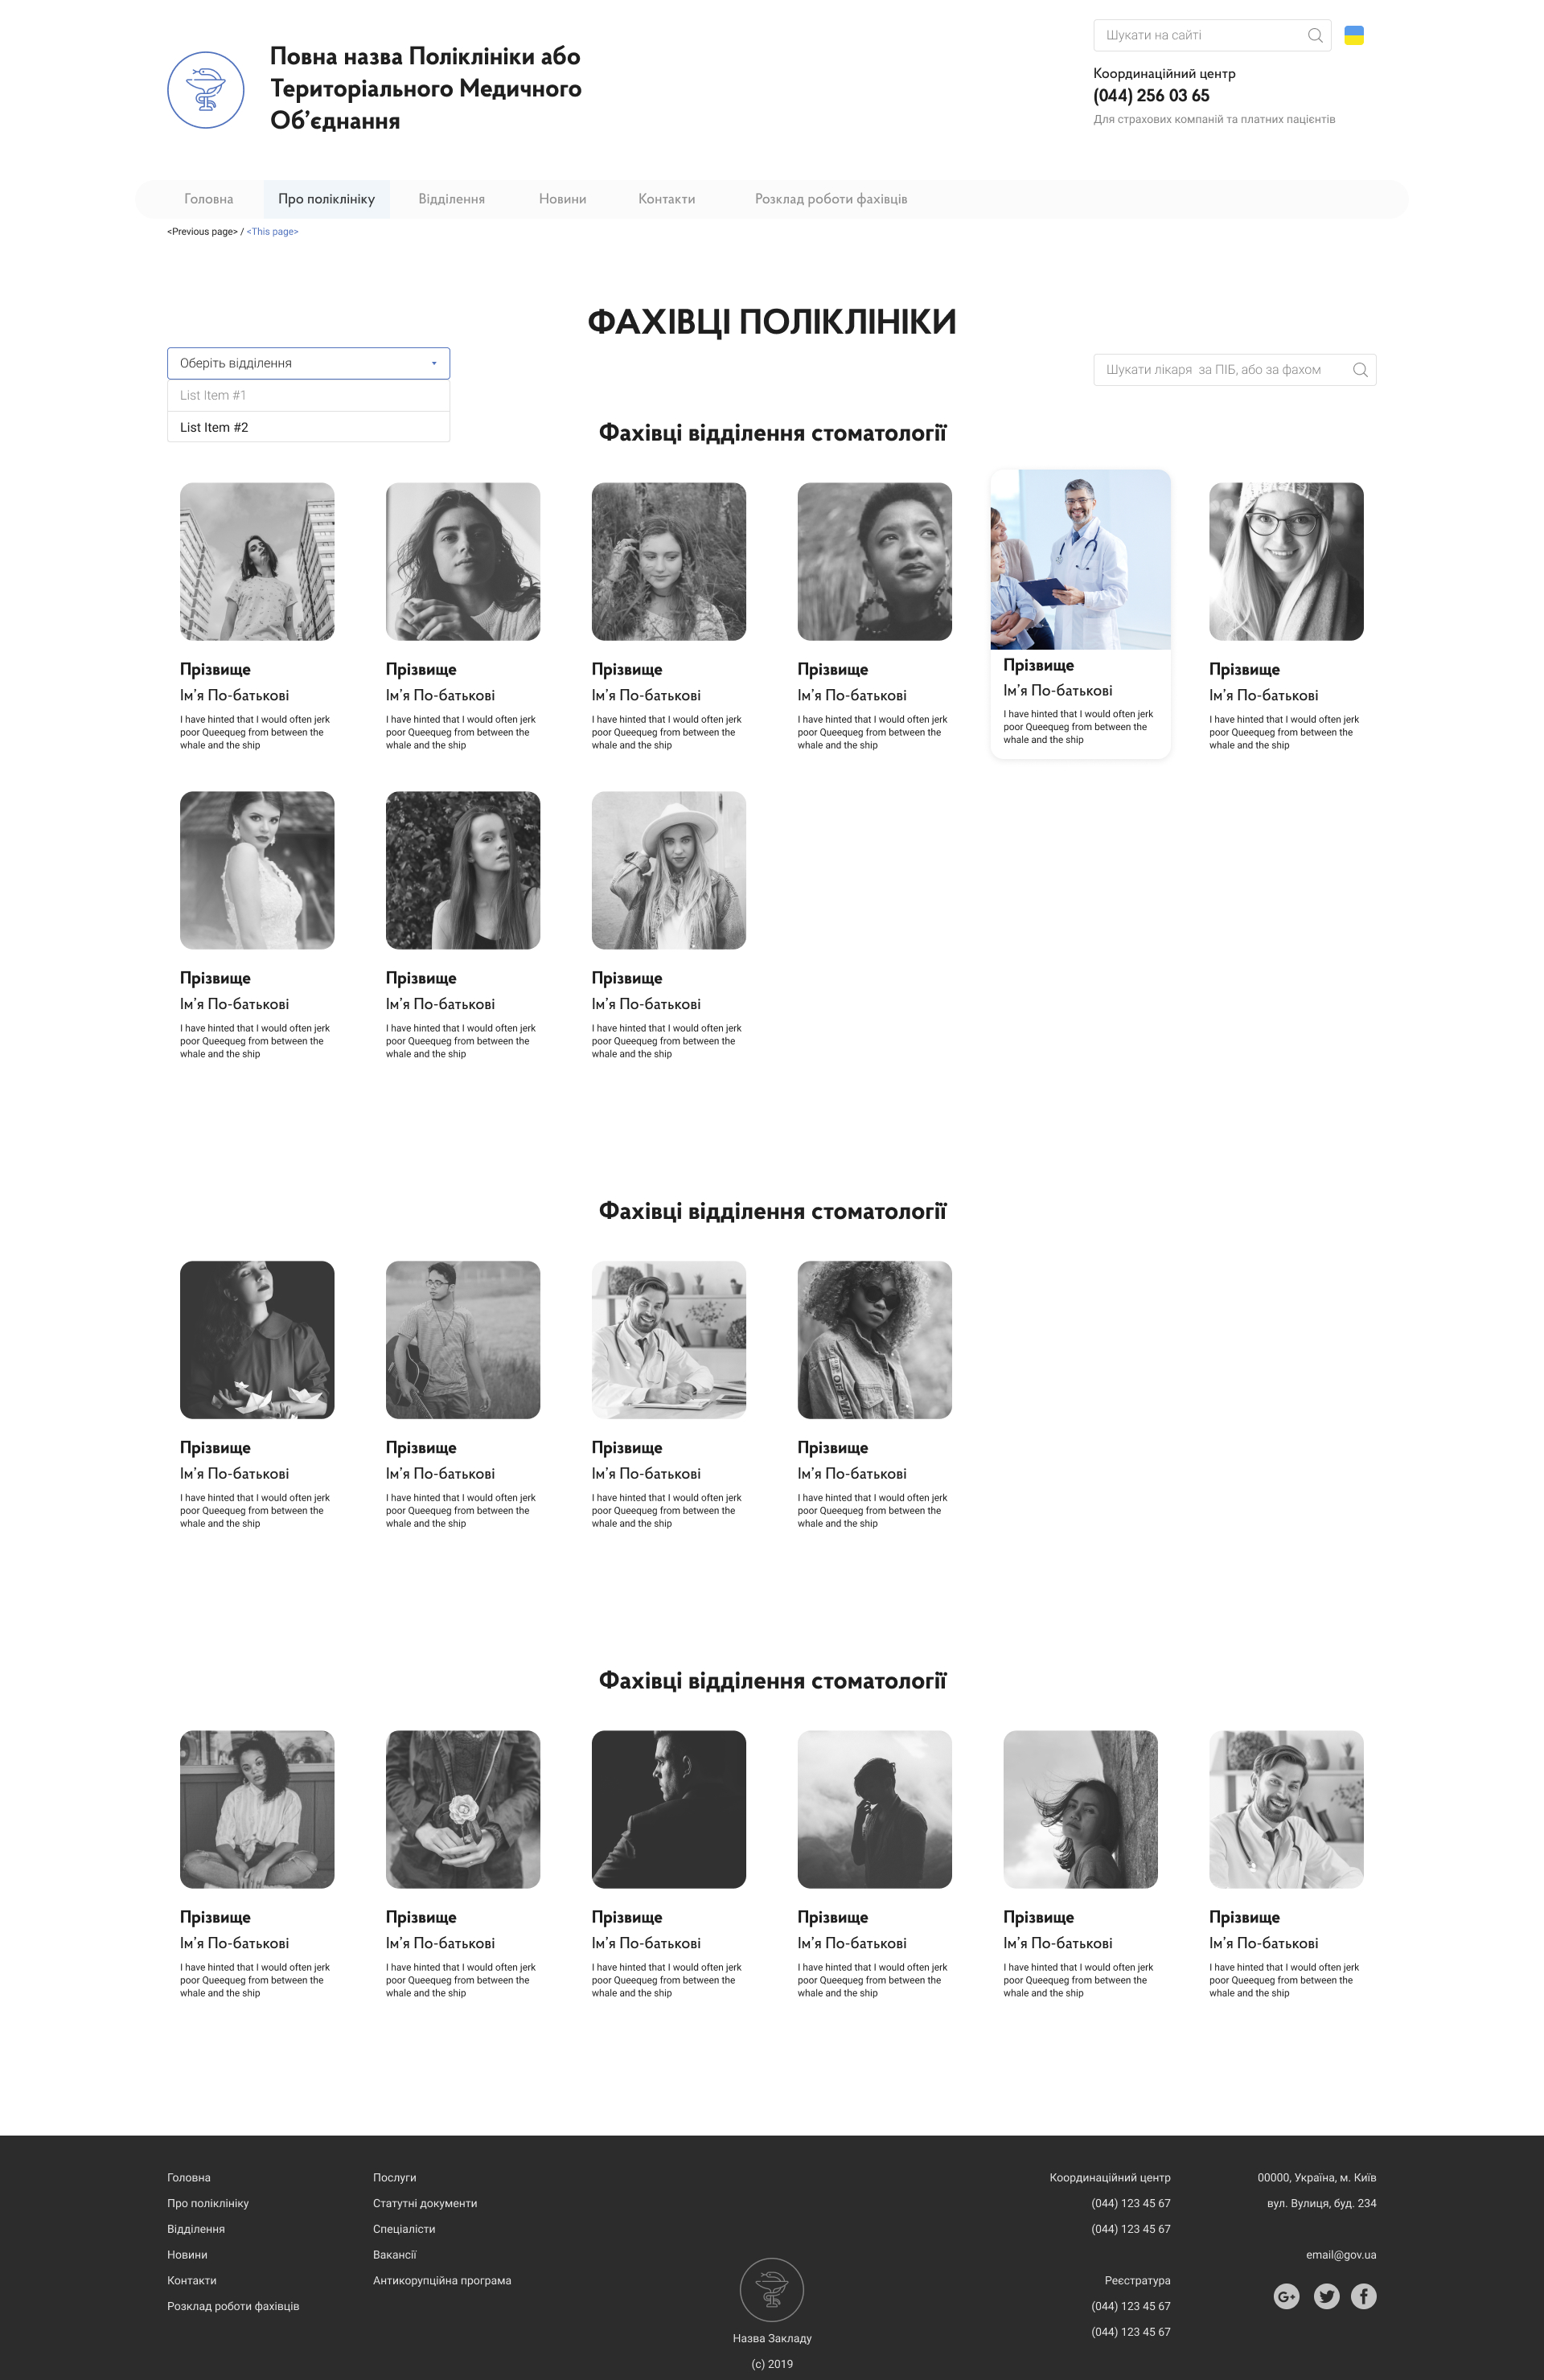 Повна назва Поліклініки або
Територіального Медичного
Об’єднання
Шукати на сайті
Координаційний центр
(044) 256 03 65
Для страхових компаній та платних пацієнтів
Головна Про поліклініку Відділення Новини Контакти Розклад роботи фахівців
<Previous page> / <This page>
ФАХІВЦІ ПОЛІКЛІНІКИ
Оберіть відділення
List Item #1
List Item #2
Шукати лікаря за ПІБ, або за фахом
Фахівці відділення стоматології
Прізвище
Ім’я По-батькові
I have hinted that I would often jerk
poor Queequeg from between the
whale and the ship
Прізвище
Ім’я По-батькові
I have hinted that I would often jerk
poor Queequeg from between the
whale and the ship
Прізвище
Ім’я По-батькові
I have hinted that I would often jerk
poor Queequeg from between the
whale and the ship
Прізвище
Ім’я По-батькові
I have hinted that I would often jerk
poor Queequeg from between the
whale and the ship
Прізвище
Ім’я По-батькові
I have hinted that I would often jerk
poor Queequeg from between the
whale and the ship
Прізвище
Ім’я По-батькові
I have hinted that I would often jerk
poor Queequeg from between the
whale and the ship
Прізвище
Ім’я По-батькові
I have hinted that I would often jerk
poor Queequeg from between the
whale and the ship
Прізвище
Ім’я По-батькові
I have hinted that I would often jerk
poor Queequeg from between the
whale and the ship
Прізвище
Ім’я По-батькові
I have hinted that I would often jerk
poor Queequeg from between the
whale and the ship
Фахівці відділення стоматології
Прізвище
Ім’я По-батькові
I have hinted that I would often jerk
poor Queequeg from between the
whale and the ship
Прізвище
Ім’я По-батькові
I have hinted that I would often jerk
poor Queequeg from between the
whale and the ship
Прізвище
Ім’я По-батькові
I have hinted that I would often jerk
poor Queequeg from between the
whale and the ship
Прізвище
Ім’я По-батькові
I have hinted that I would often jerk
poor Queequeg from between the
whale and the ship
Фахівці відділення стоматології
Прізвище
Ім’я По-батькові
I have hinted that I would often jerk
poor Queequeg from between the
whale and the ship
Прізвище
Ім’я По-батькові
I have hinted that I would often jerk
poor Queequeg from between the
whale and the ship
Прізвище
Ім’я По-батькові
I have hinted that I would often jerk
poor Queequeg from between the
whale and the ship
Прізвище
Ім’я По-батькові
I have hinted that I would often jerk
poor Queequeg from between the
whale and the ship
Прізвище
Ім’я По-батькові
I have hinted that I would often jerk
poor Queequeg from between the
whale and the ship
Прізвище
Ім’я По-батькові
I have hinted that I would often jerk
poor Queequeg from between the
whale and the ship
Головна
Про поліклініку
Відділення
Новини
Контакти
Розклад роботи фахівців
Послуги
Статутні документи
Спеціалісти
Вакансії
Антикорупційна програма
Назва Закладу
(c) 2019
Координаційний центр
(044) 123 45 67
(044) 123 45 67
Реєстратура
(044) 123 45 67
(044) 123 45 67
00000, Україна, м. Київ
вул. Вулиця, буд. 234
email@gov.ua